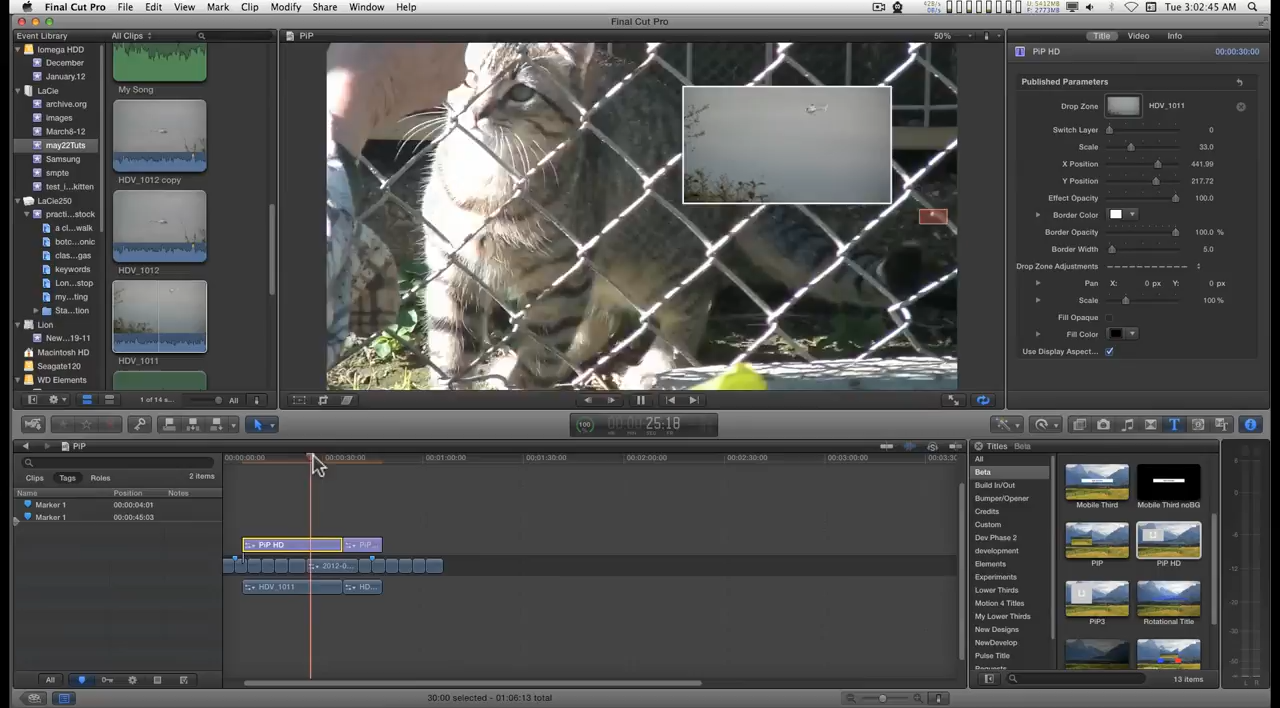 Final Cut Pro File Edit View Mark Clip Modify Share Window Help Tue 3:02:45 AM
Final Cut Pro
Event Library All Clips
PiP 50%
Title Video Info
PiP HD 00:00:30:00
Iomega HDD
December
January.12
LaCie
archive.org
images
March8-12
may22Tuts
Samsung
smpte
test_i...kitten
LaCie250
practi...stock
a cl...walk
botc...onic
clas...gas
keywords
Lon...stop
my...ting
Sta...tion
Lion
New...19-11
Macintosh HD
Seagate120
WD Elements
My Song
HDV_1012 copy
HDV_1012
HDV_1011
1 of 14 s... All
Published Parameters
Drop Zone HDV_1011
Switch Layer 0
Scale 33.0
X Position 441.99
Y Position 217.72
Effect Opacity 100.0
Border Color
Border Opacity 100.0 %
Border Width 5.0
Drop Zone Adjustments
Pan X: 0 px Y: 0 px
Scale 100 %
Fill Opaque
Fill Color
Use Display Aspect...
100 25:18
PiP
Clips Tags Roles 2 items
Name Position Notes
Marker 1 00:00:04:01
Marker 1 00:00:45:03
All
00:00:00:00 00:00:30:00 00:01:00:00 00:01:30:00 00:02:00:00 00:02:30:00 00:03:00:00 00:03:30
PiP HD PiP...
2012-0...
HDV_1011 HD...
Titles Beta
All
Beta
Build In/Out
Bumper/Opener
Credits
Custom
Dev Phase 2
development
Elements
Experiments
Lower Thirds
Motion 4 Titles
My Lower Thirds
New Designs
NewDevelop
Pulse Title
Mobile Third Mobile Third noBG
PIP PiP HD
PIP3 Rotational Title
13 items
30:00 selected - 01:06:13 total